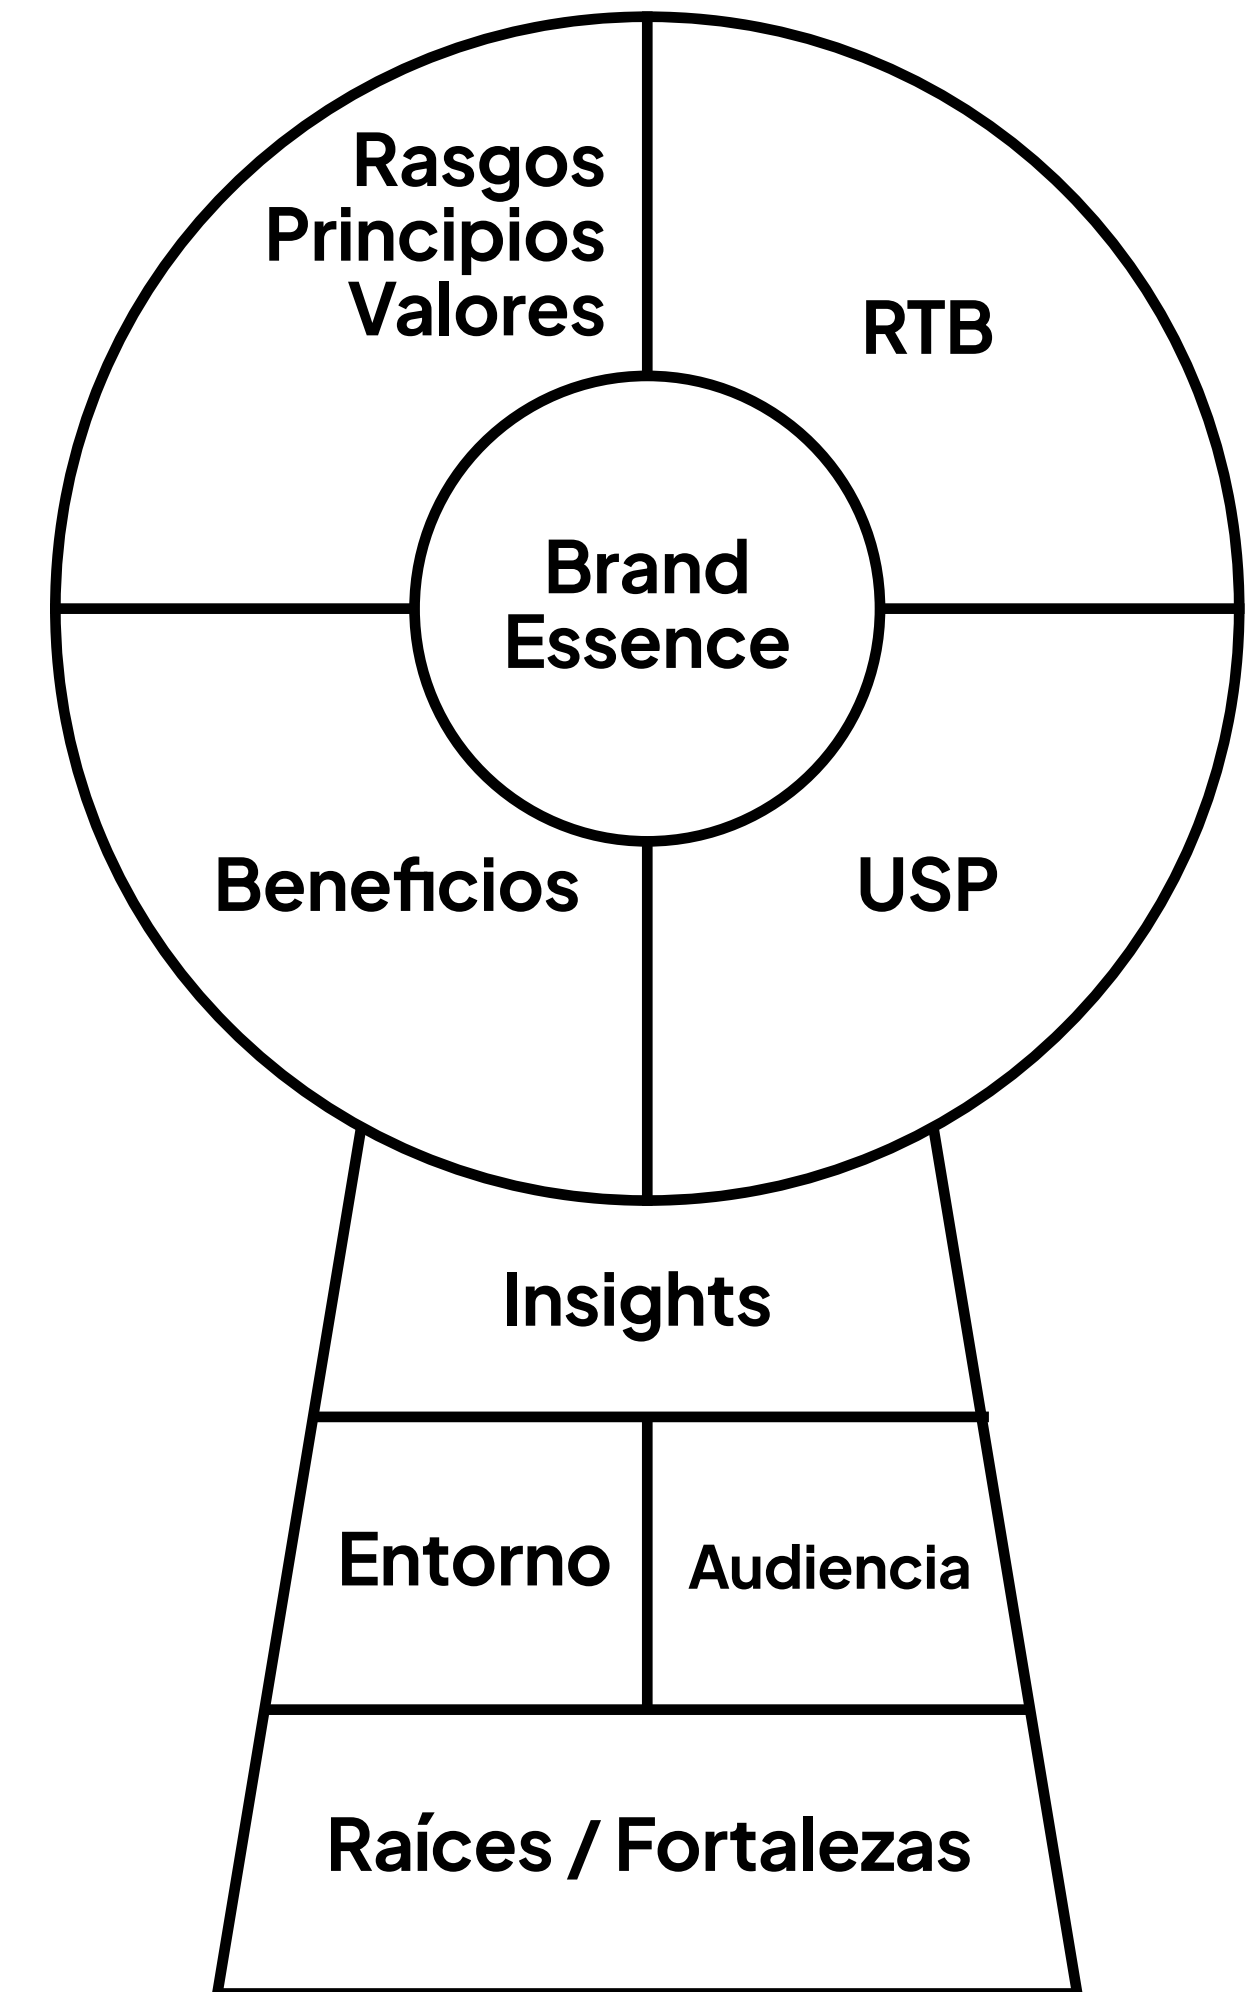 Rasgos
Principios
Valores
RTB
Brand
Essence
Beneficios
USP
Insights
Entorno
Audiencia
Raíces / Fortalezas